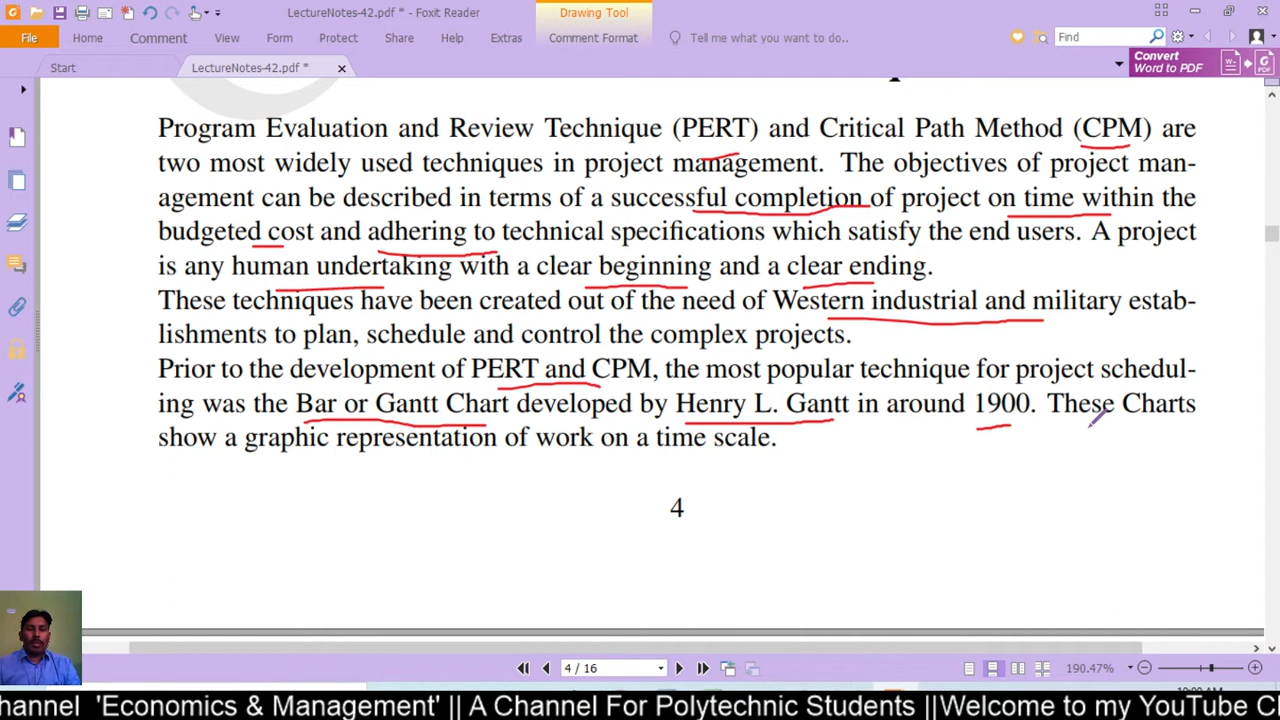 LectureNotes-42.pdf * - Foxit Reader
Drawing Tool
File Home Comment View Form Protect Share Help Extras Comment Format Tell me what you want to do.. Find
Start LectureNotes-42.pdf * Convert
Word to PDF
Program Evaluation and Review Technique (PERT) and Critical Path Method (CPM) are
two most widely used techniques in project management. The objectives of project man-
agement can be described in terms of a successful completion of project on time within the
budgeted cost and adhering to technical specifications which satisfy the end users. A project
is any human undertaking with a clear beginning and a clear ending.
These techniques have been created out of the need of Western industrial and military estab-
lishments to plan, schedule and control the complex projects.
Prior to the development of PERT and CPM, the most popular technique for project schedul-
ing was the Bar or Gantt Chart developed by Henry L. Gantt in around 1900. These Charts
show a graphic representation of work on a time scale.
4
4 / 16 190.47%
hannel 'Economics & Management' || A Channel For Polytechnic Students ||Welcome to my YouTube C